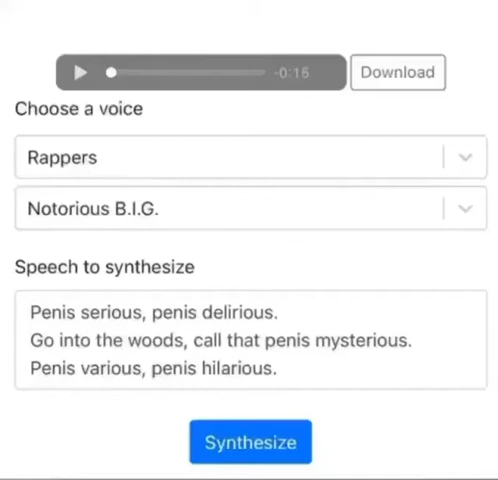 -0:15
Download
Choose a voice
Rappers
Notorious B.I.G.
Speech to synthesize
Penis serious, penis delirious.
Go into the woods, call that penis mysterious.
Penis various, penis hilarious.
Synthesize